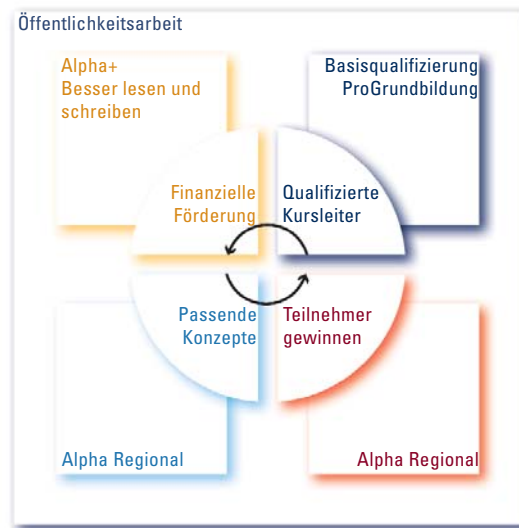 Öffentlichkeitsarbeit
Alpha+
Besser lesen und
schreiben
Basisqualifizierung
ProGrundbildung
Finanzielle
Förderung
Qualifizierte
Kursleiter
Passende
Konzepte
Teilnehmer
gewinnen
Alpha Regional
Alpha Regional